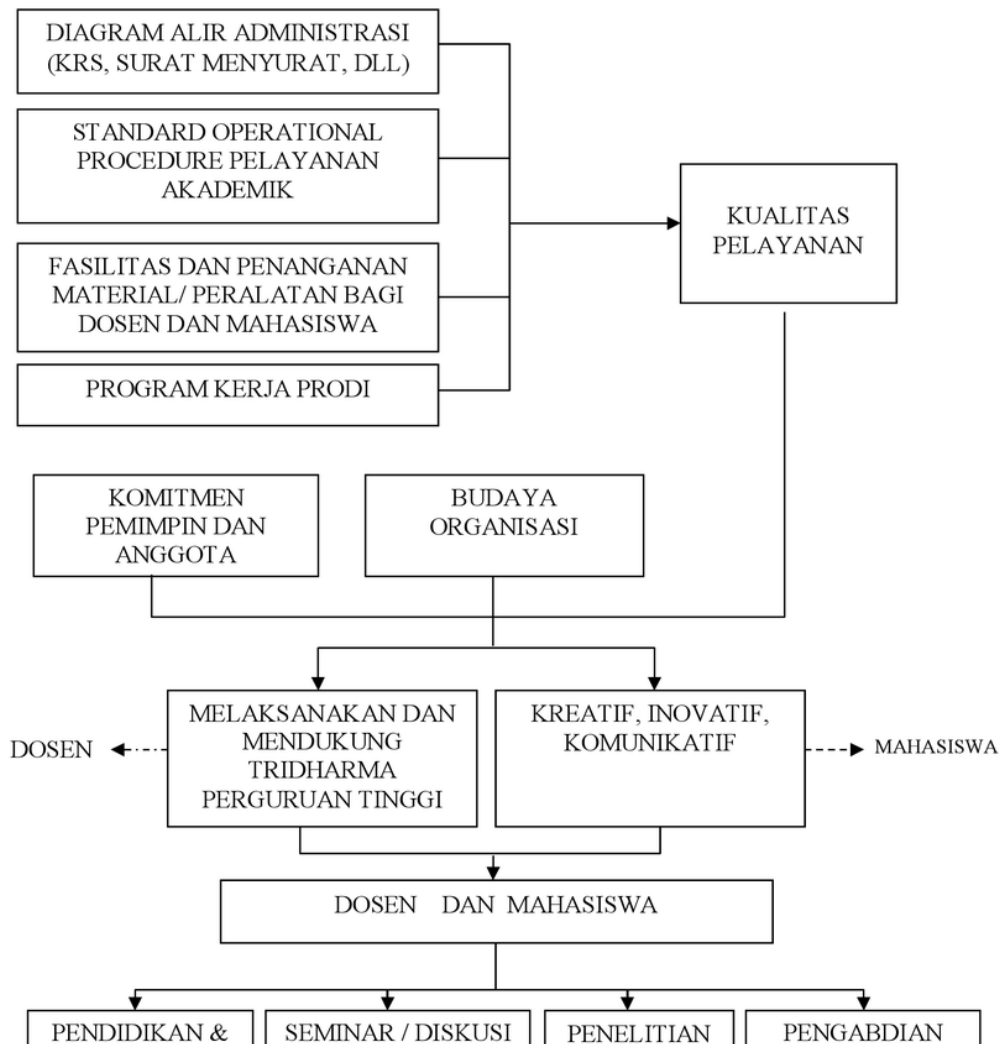 DIAGRAM ALIR ADMINISTRASI
(KRS, SURAT MENYURAT, DLL)
STANDARD OPERATIONAL
PROCEDURE PELAYANAN
AKADEMIK
FASILITAS DAN PENANGANAN
MATERIAL/ PERALATAN BAGI
DOSEN DAN MAHASISWA
PROGRAM KERJA PRODI
KUALITAS
PELAYANAN
KOMITMEN
PEMIMPIN DAN
ANGGOTA
BUDAYA
ORGANISASI
DOSEN
MELAKSANAKAN DAN
MENDUKUNG
TRIDHARMA
PERGURUAN TINGGI
KREATIF, INOVATIF,
KOMUNIKATIF
MAHASISWA
DOSEN DAN MAHASISWA
PENDIDIKAN &
SEMINAR / DISKUSI
PENELITIAN
PENGABDIAN